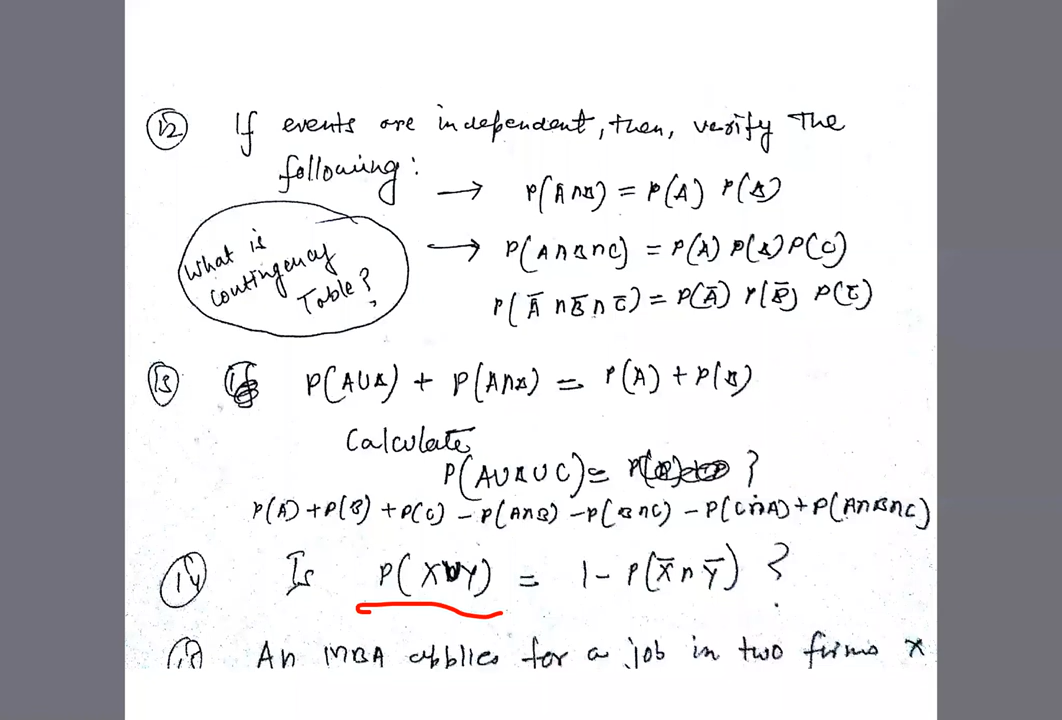 12 If events are independent, then, verify the
following:
→ P(A∩B) = P(A) P(B)
What is
contingency
Table?
→ P(A∩B∩C) = P(A) P(B) P(C)
P(Ā∩B̄∩C̄) = P(Ā) P(B̄) P(C̄)
13 If P(A∪B) + P(A∩B) = P(A) + P(B)
Calculate
P(A∪B∪C) = ?
P(A) + P(B) + P(C) - P(A∩B) - P(B∩C) - P(C∩A) + P(A∩B∩C)
14 Is P(X∪Y) = 1 - P(X̄∩Ȳ) ?
An MBA applies for a job in two firms X